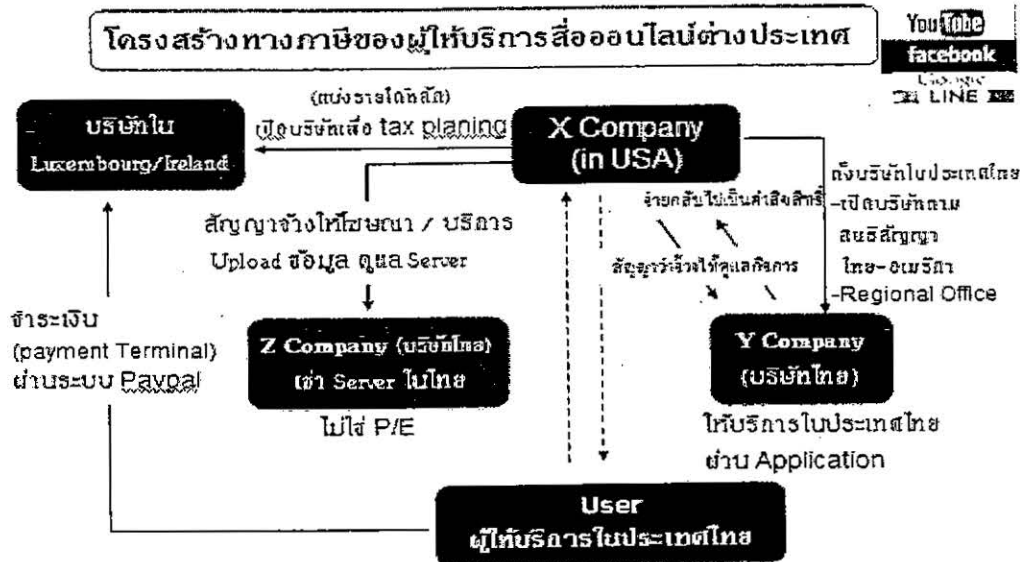 โครงสร้างทางภาษีของผู้ให้บริการสื่อออนไลน์ต่างประเทศ
YouTube
facebook
Google
LINE
บริษัทใน
Luxembourg/Ireland
(แบ่งรายได้หลัก)
เปิดบริษัทเพื่อ tax planing
X Company
(in USA)
สัญญาจ้างให้โฆษณา / บริการ
Upload ข้อมูล ดูแล Server
จ่ายกลับไปเป็นค่าลิขสิทธิ์
สัญญาว่าจ้างให้ดูแลกิจการ
ตั้งบริษัทในประเทศไทย
-เปิดบริษัทตาม
สนธิสัญญา
ไทย-อเมริกา
-Regional Office
ชำระเงิน
(payment Terminal)
ผ่านระบบ Paypal
Z Company (บริษัทไทย)
เช่า Server ในไทย
ไม่ใช่ P/E
Y Company
(บริษัทไทย)
ให้บริการในประเทศไทย
ผ่าน Application
User
ผู้ให้บริการในประเทศไทย